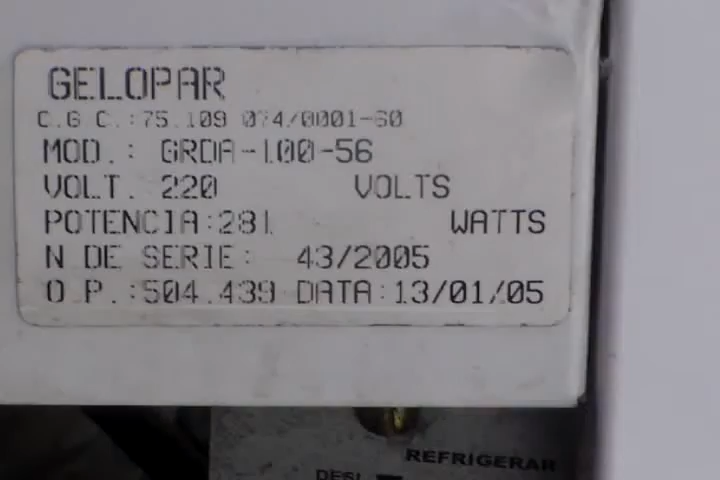 GELOPAR
C.G C.:75.109 074/0001-60
MOD.: GRDA-100-56
VOLT. 220 VOLTS
POTENCIA:281 WATTS
N DE SERIE: 43/2005
O P.:504.439 DATA:13/01/05
REFRIGERAR
DESL